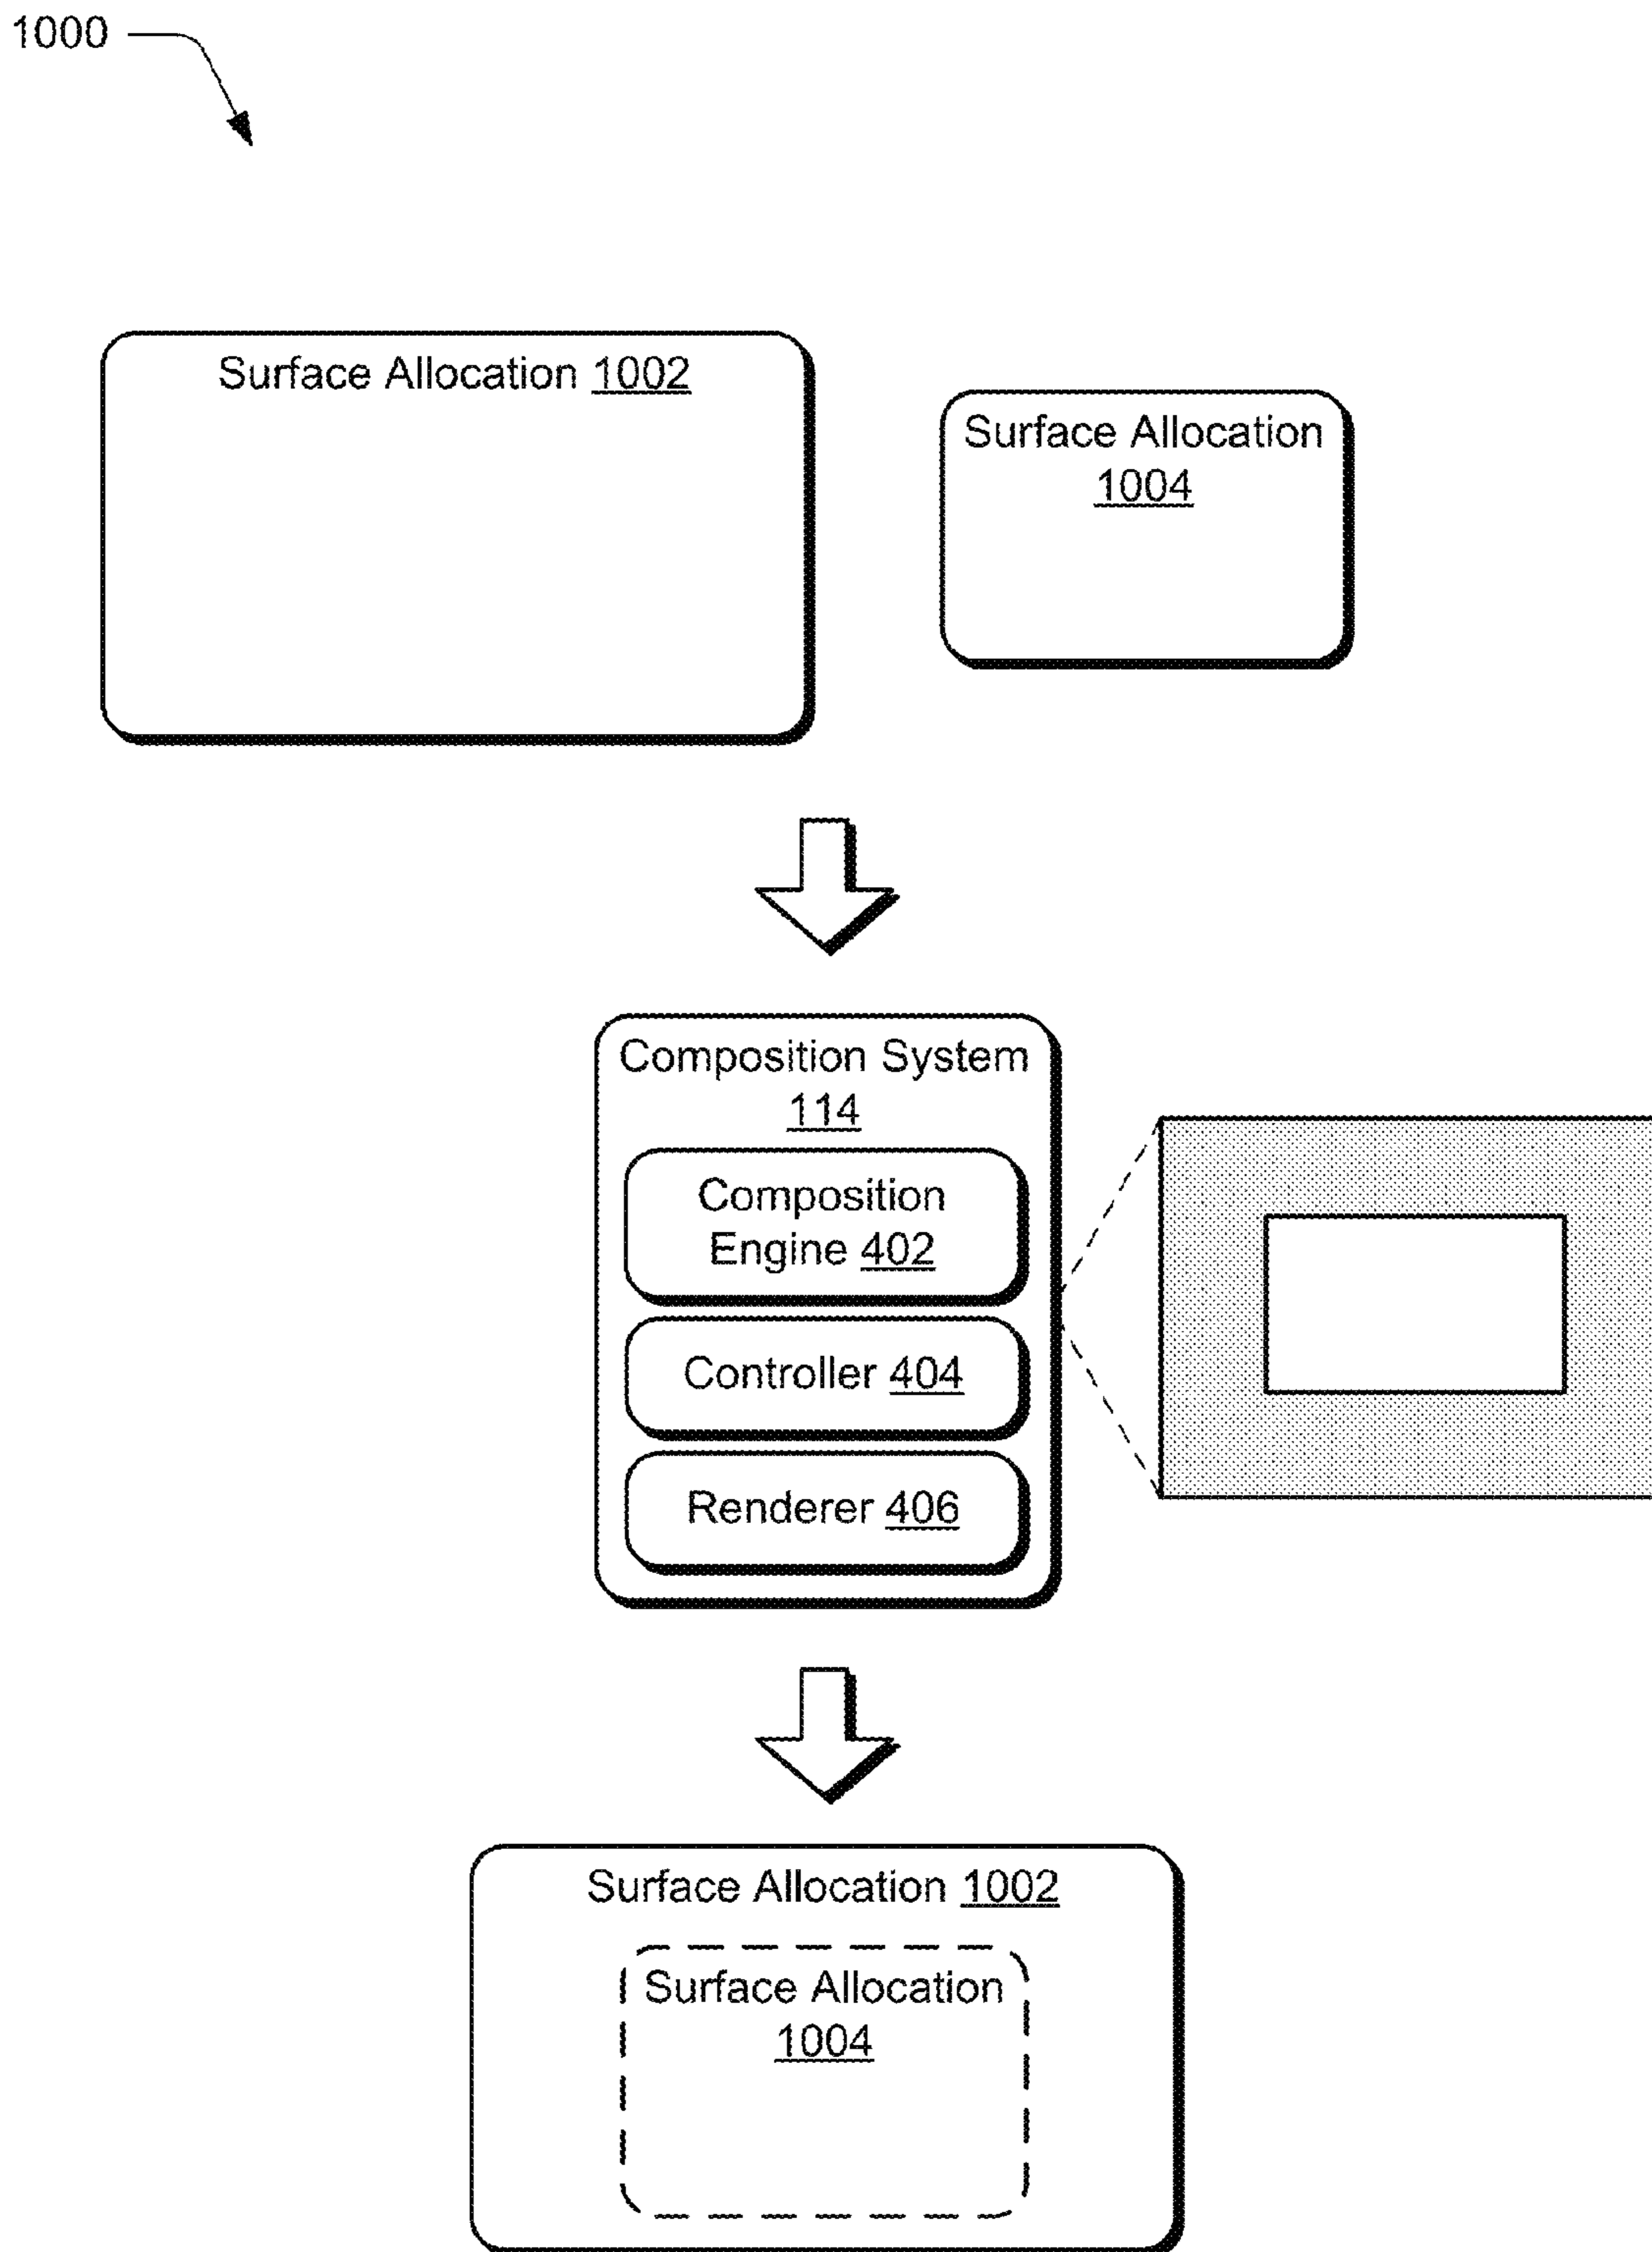 1000
Surface Allocation 1002
Surface Allocation
1004
Composition System
114
Composition
Engine 402
Controller 404
Renderer 406
Surface Allocation 1002
Surface Allocation
1004